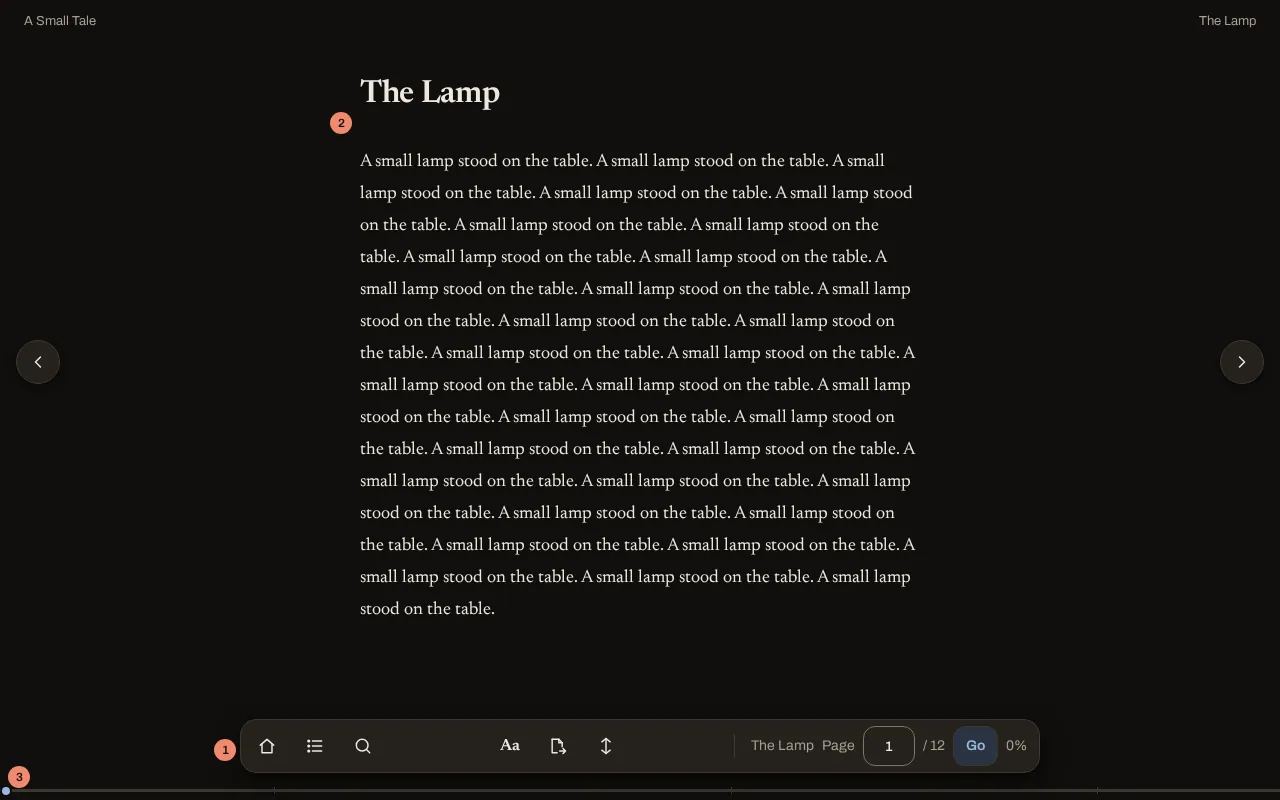 A Small Tale
The Lamp
The Lamp
2
A small lamp stood on the table. A small lamp stood on the table. A small
lamp stood on the table. A small lamp stood on the table. A small lamp stood
on the table. A small lamp stood on the table. A small lamp stood on the
table. A small lamp stood on the table. A small lamp stood on the table. A
small lamp stood on the table. A small lamp stood on the table. A small lamp
stood on the table. A small lamp stood on the table. A small lamp stood on
the table. A small lamp stood on the table. A small lamp stood on the table. A
small lamp stood on the table. A small lamp stood on the table. A small lamp
stood on the table. A small lamp stood on the table. A small lamp stood on
the table. A small lamp stood on the table. A small lamp stood on the table. A
small lamp stood on the table. A small lamp stood on the table. A small lamp
stood on the table. A small lamp stood on the table. A small lamp stood on
the table. A small lamp stood on the table. A small lamp stood on the table. A
small lamp stood on the table. A small lamp stood on the table. A small lamp
stood on the table.
1
Aa
The Lamp Page 1 / 12 Go 0%
3